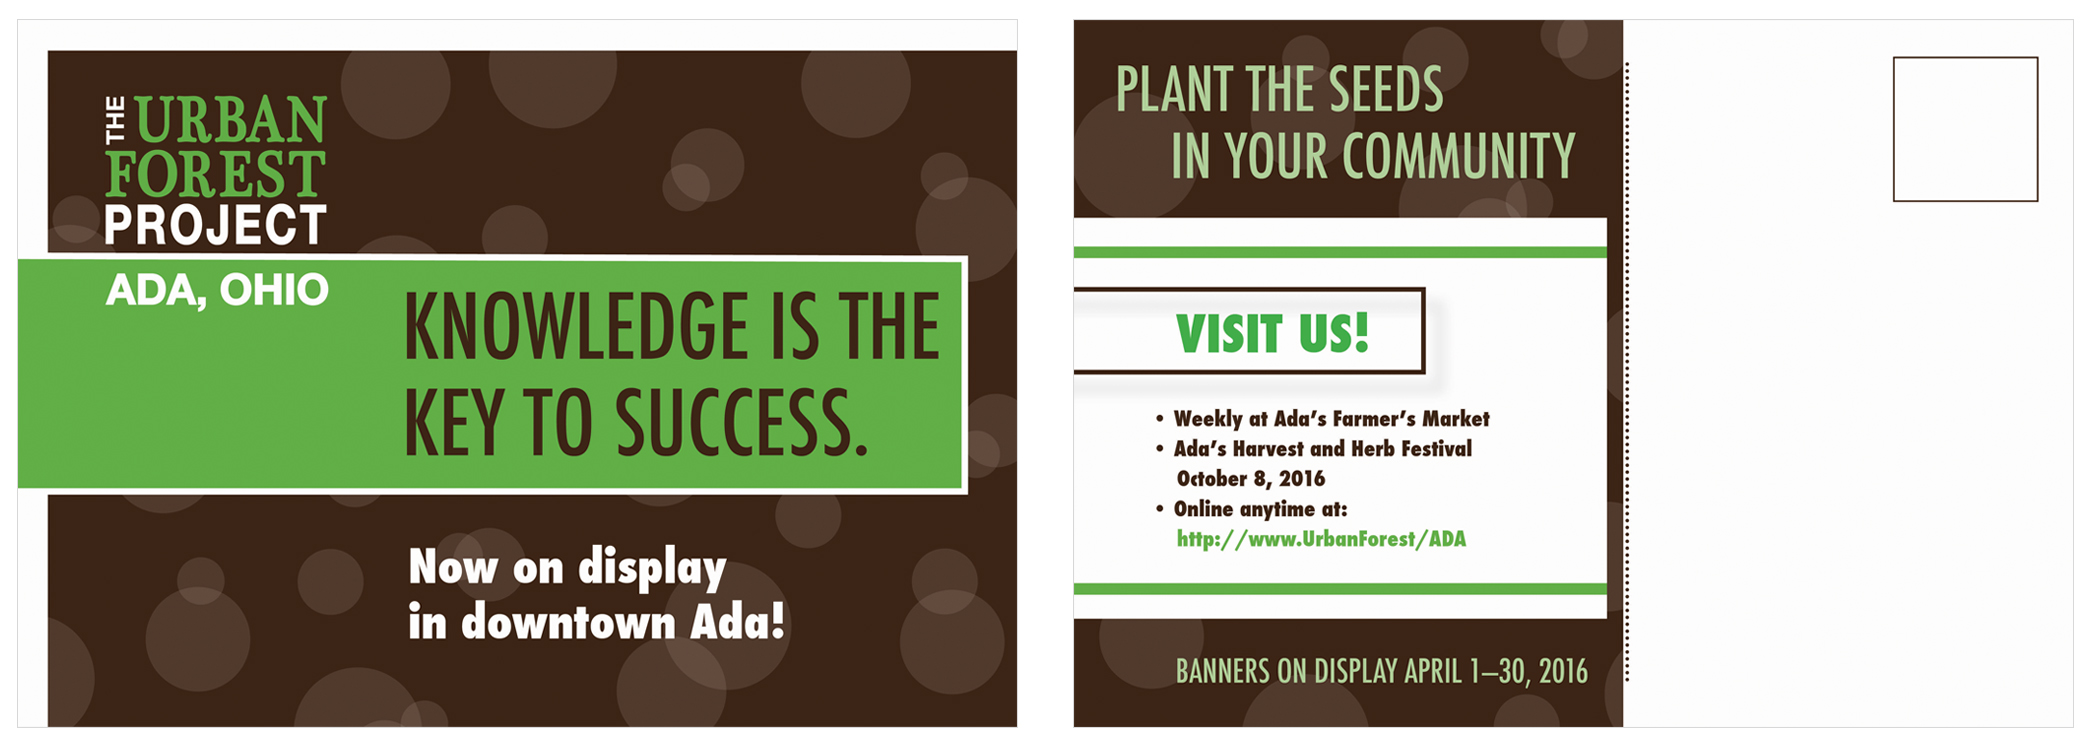 THE URBAN
FOREST
PROJECT
ADA, OHIO
KNOWLEDGE IS THE
KEY TO SUCCESS.
Now on display
in downtown Ada!
PLANT THE SEEDS
IN YOUR COMMUNITY
VISIT US!
• Weekly at Ada’s Farmer’s Market
• Ada’s Harvest and Herb Festival
October 8, 2016
• Online anytime at:
http://www.UrbanForest/ADA
BANNERS ON DISPLAY APRIL 1–30, 2016